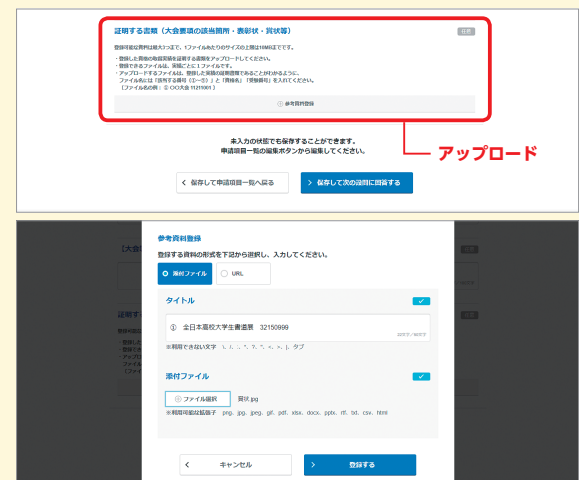 証明する書類（大会要項の該当箇所・表彰状・賞状等）
任意
登録可能な資料は最大3つまで、1ファイルあたりのサイズの上限は10MBまでです。
・登録した資格の取得実績を証明する書類をアップロードしてください。
・登録できるファイルは、実績ごとに1ファイルです。
・アップロードするファイルは、登録した実績の証明書類であることがわかるように、
ファイル名には「該当する番号（①～③）」と「資格名」「受験番号」を入れてください。
［ファイル名の例： ① ○○大会 11211001 ］
参考資料登録
未入力の状態でも保存することができます。
申請項目一覧の編集ボタンから編集してください。
アップロード
< 保存して申請項目一覧へ戻る
> 保存して次の設問に回答する
参考資料登録
登録する資料の形式を下記から選択し、入力してください。
添付ファイル
URL
タイトル
① 全日本高校大学生書道展 32150999
※利用できない文字 \、/、:、*、?、"、<、>、|、タブ
添付ファイル
ファイル選択 賞状.jpg
※利用可能な拡張子 png、jpg、jpeg、gif、pdf、xlsx、docx、pptx、rtf、txt、csv、html
< キャンセル
> 登録する